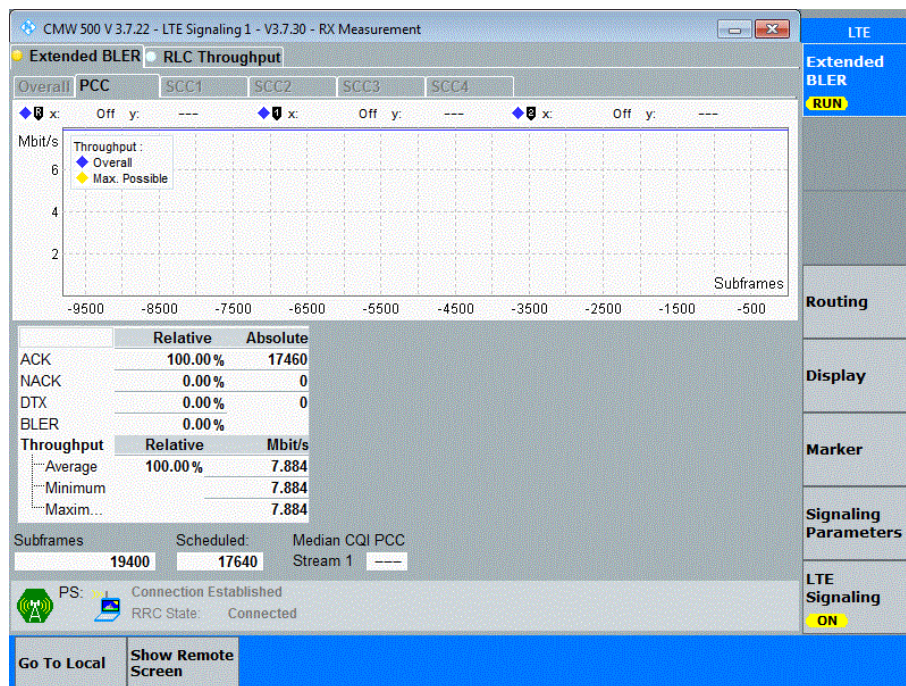 CMW 500 V 3.7.22 - LTE Signaling 1 - V3.7.30 - RX Measurement
LTE
Extended BLER RLC Throughput
Extended
BLER
RUN
Overall PCC SCC1 SCC2 SCC3 SCC4
R x: Off y: --- 1 x: Off y: --- 2 x: Off y: ---
Mbit/s
Throughput :
Overall
Max. Possible
6
4
2
Subframes
-9500 -8500 -7500 -6500 -5500 -4500 -3500 -2500 -1500 -500
Routing
Relative Absolute
ACK 100.00 % 17460
NACK 0.00 % 0
DTX 0.00 % 0
BLER 0.00 %
Throughput Relative Mbit/s
Average 100.00 % 7.884
Minimum 7.884
Maxim... 7.884
Display
Marker
Signaling
Parameters
Subframes Scheduled: Median CQI PCC
19400 17640 Stream 1 ---
LTE
Signaling
ON
PS: Connection Established
RRC State: Connected
Go To Local
Show Remote
Screen